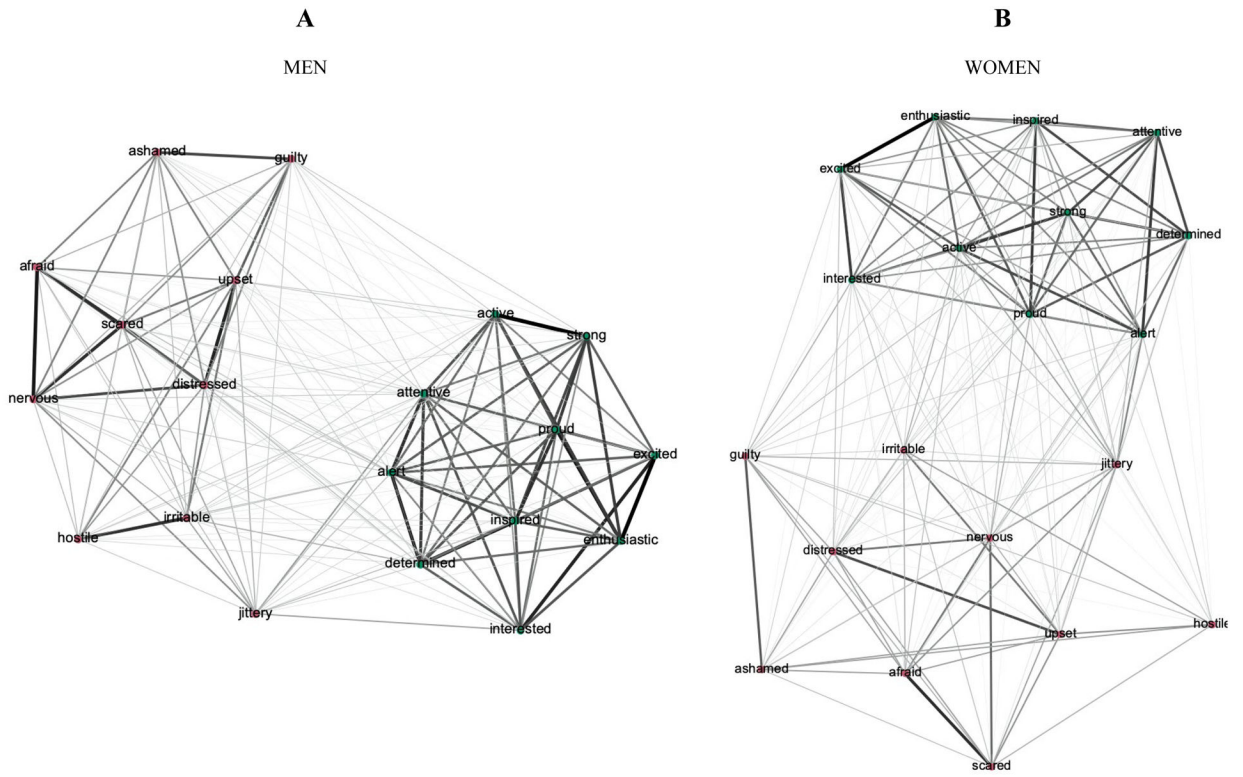 A
MEN
ashamed
guilty
afraid
upset
scared
distressed
nervous
active
strong
attentive
proud
excited
alert
inspired
irritable
hostile
enthusiastic
determined
jittery
interested
B
WOMEN
enthusiastic
inspired
attentive
excited
strong
determined
active
interested
proud
alert
irritable
guilty
jittery
nervous
distressed
hostile
upset
ashamed
afraid
scared